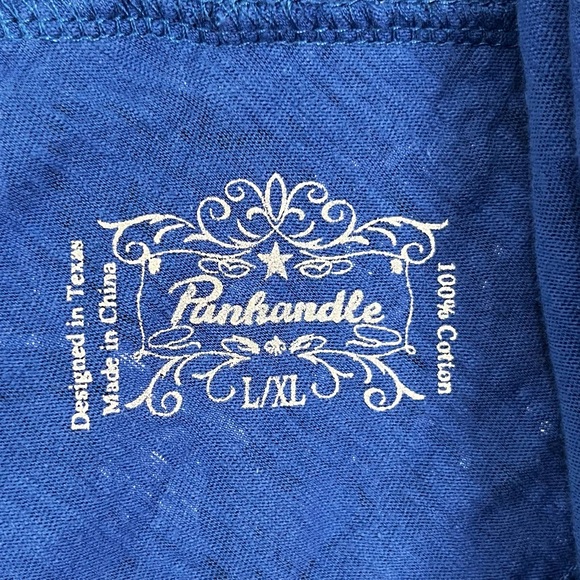 Designed in Texas
Made in China
Panhandle
L/XL
100% Cotton